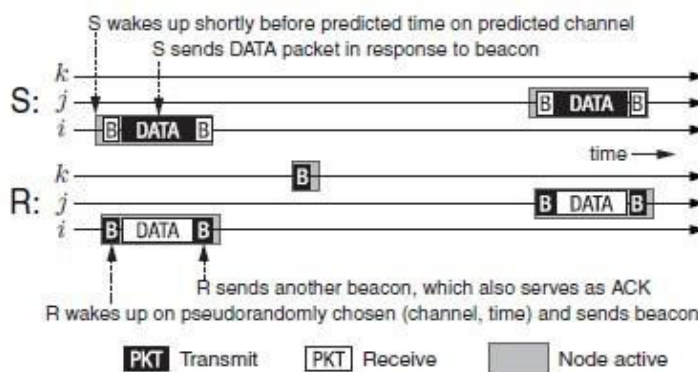 S wakes up shortly before predicted time on predicted channel
S sends DATA packet in response to beacon
k
S: j
B DATA B
i
B DATA B
time
k
B
R: j
B DATA B
i
B DATA B
R sends another beacon, which also serves as ACK
R wakes up on pseudorandomly chosen (channel, time) and sends beacon
PKT Transmit PKT Receive Node active